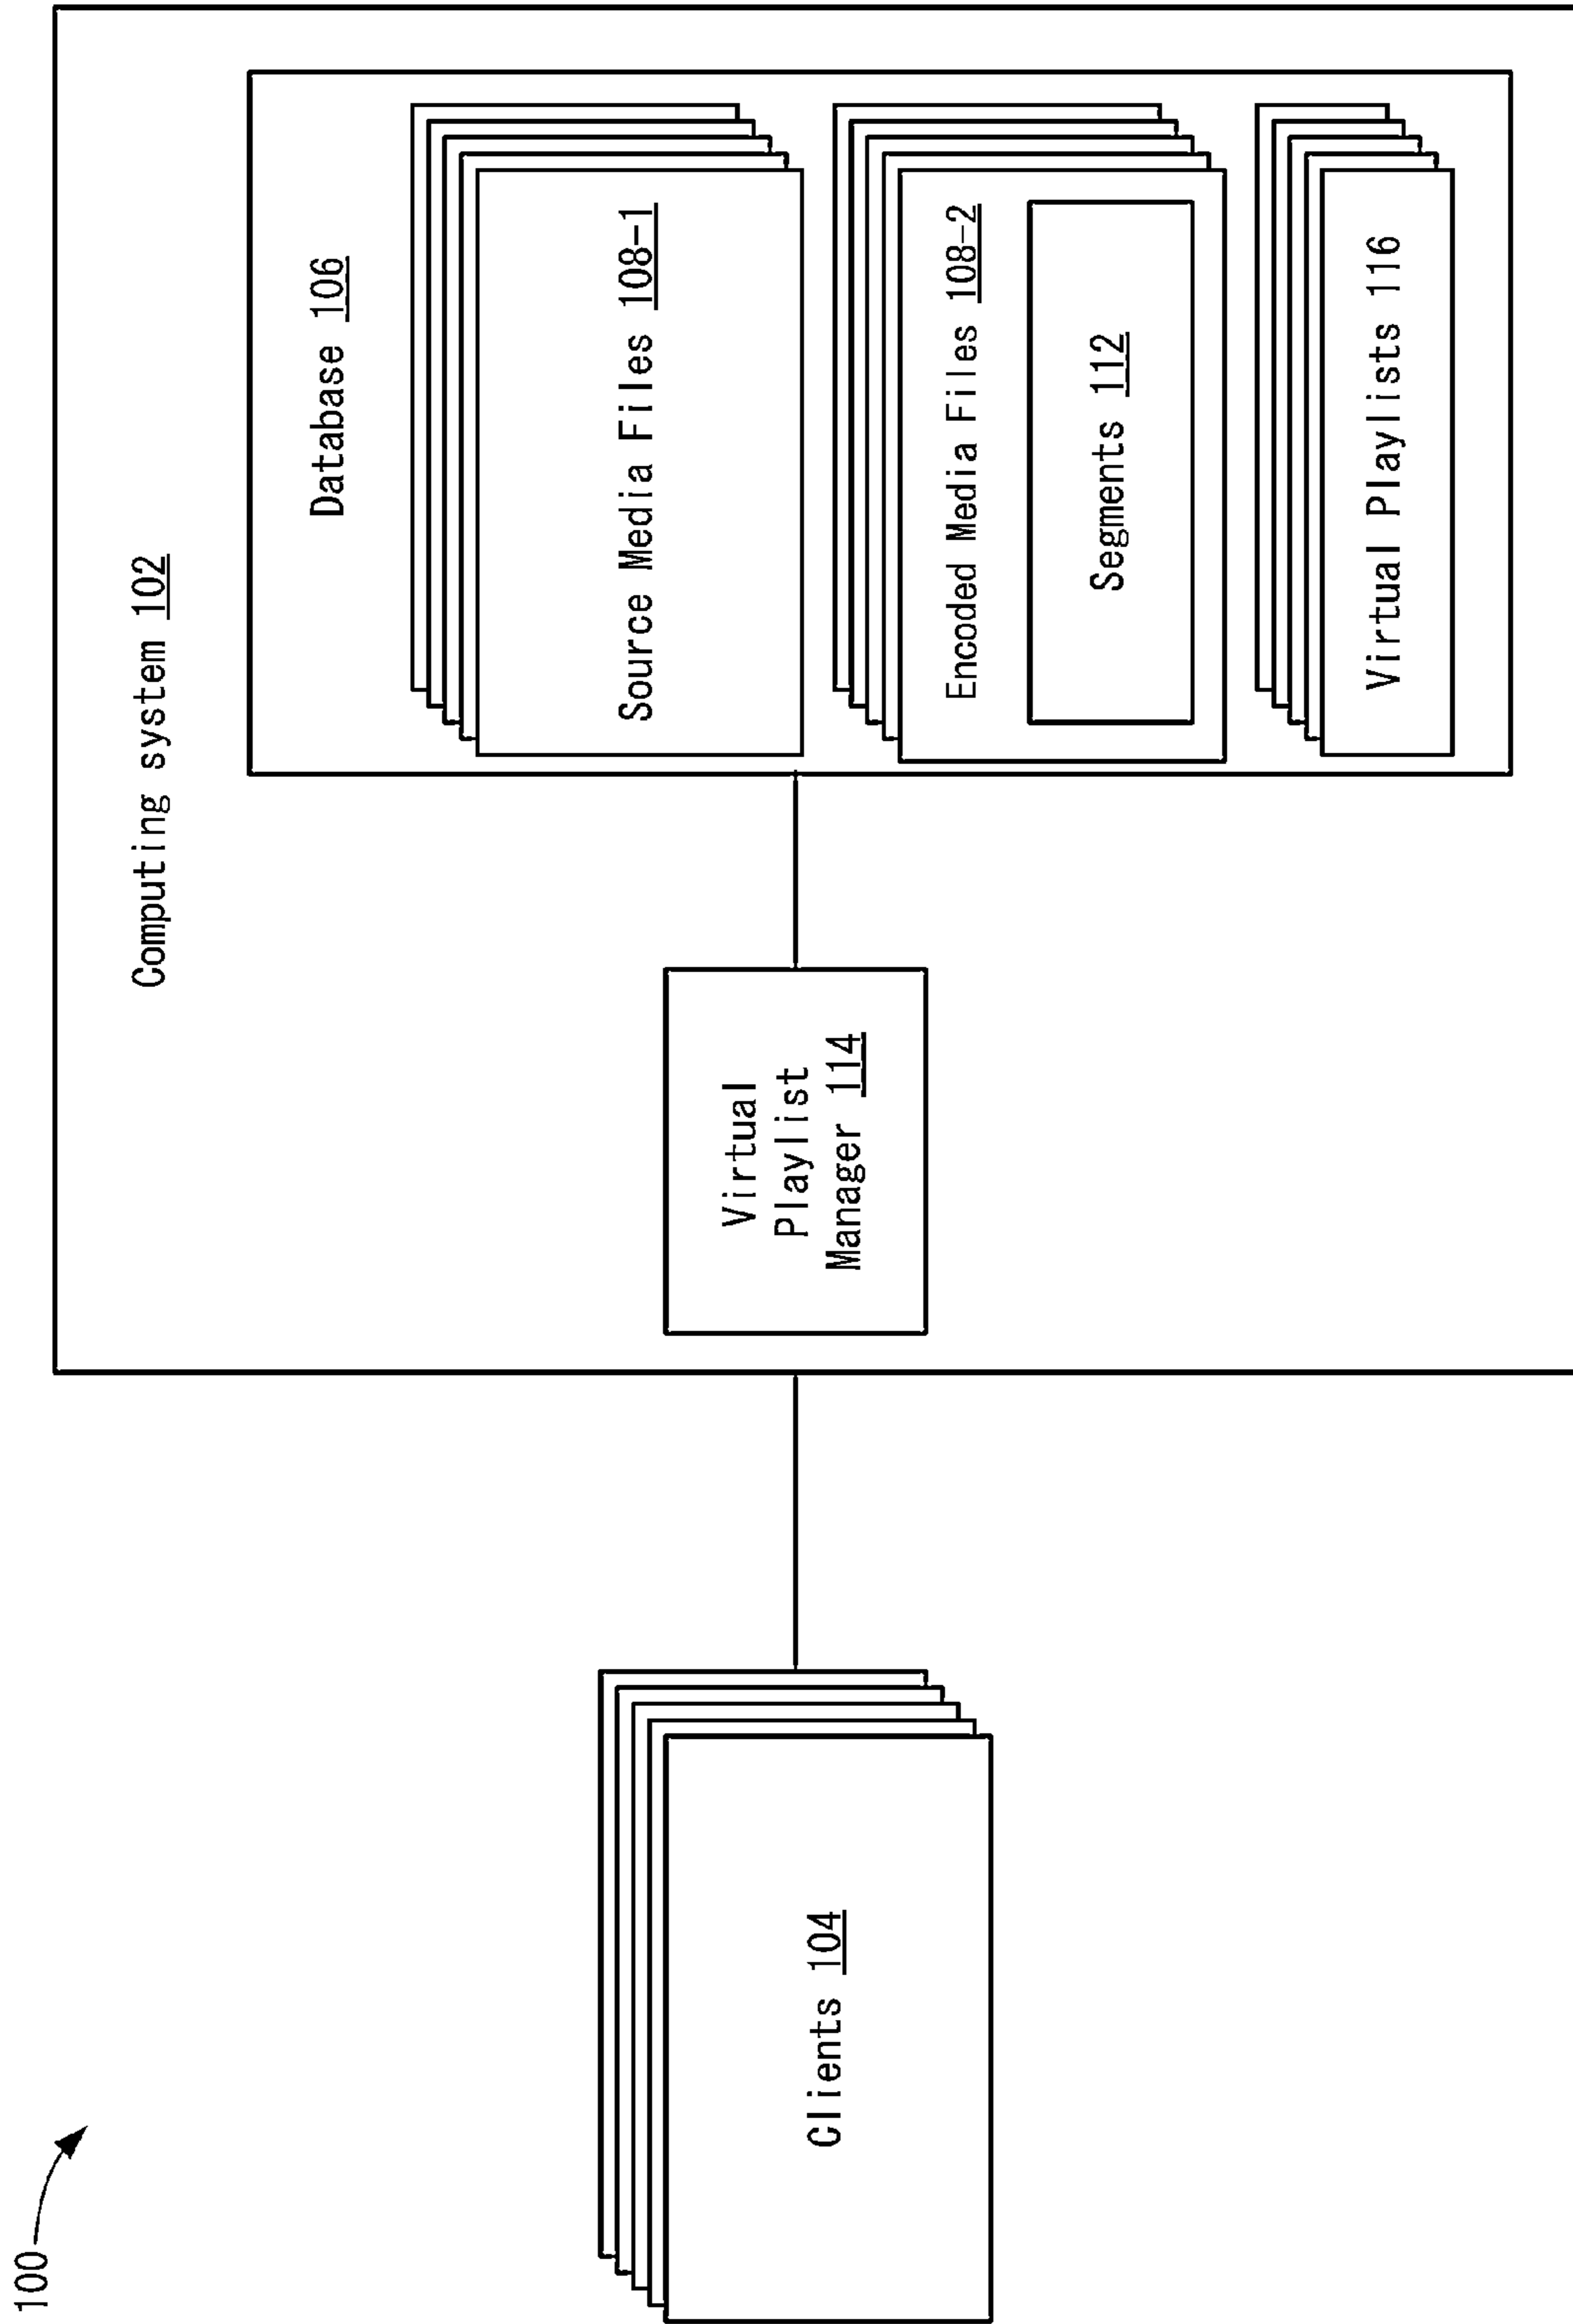 100
Computing system 102
Database 106
Source Media Files 108-1
Encoded Media Files 108-2
Segments 112
Virtual Playlists 116
Virtual
Playlist
Manager 114
Clients 104